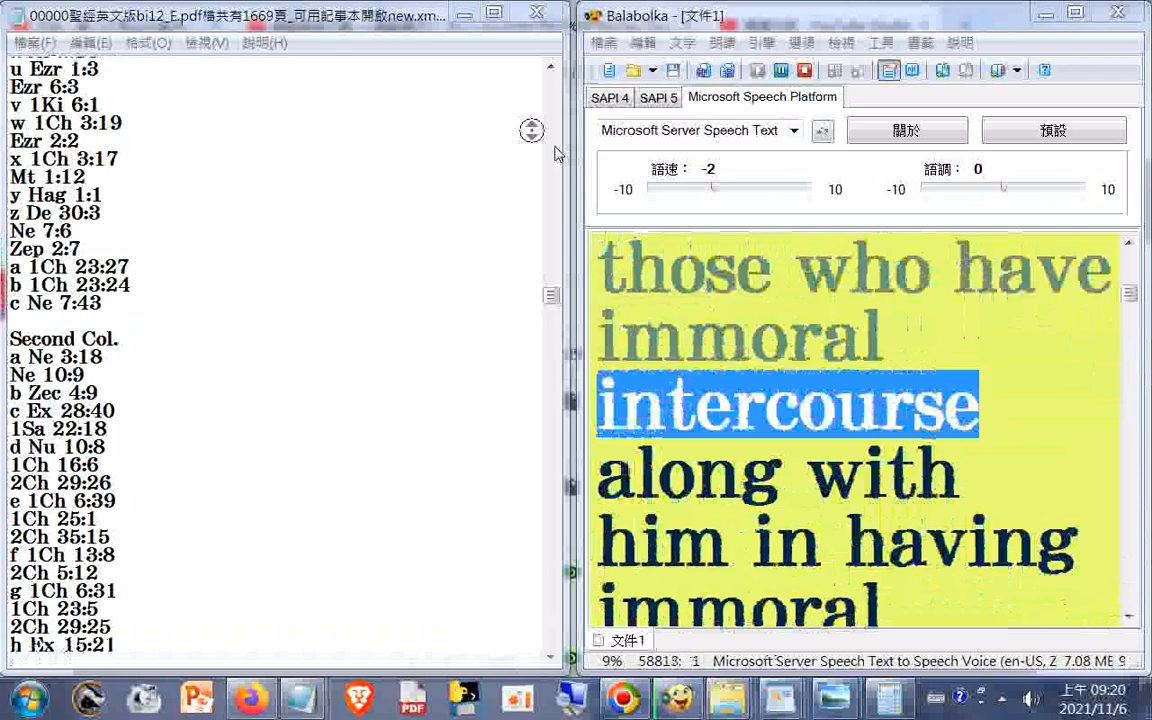 00000聖經英文版bi12_E.pdf檔共有1669頁_可用記事本開啟new.xm...
檔案(F) 編輯(E) 格式(O) 檢視(V) 說明(H)
u Ezr 1:3
Ezr 6:3
v 1Ki 6:1
w 1Ch 3:19
Ezr 2:2
x 1Ch 3:17
Mt 1:12
y Hag 1:1
z De 30:3
Ne 7:6
Zep 2:7
a 1Ch 23:27
b 1Ch 23:24
c Ne 7:43
Second Col.
a Ne 3:18
Ne 10:9
b Zec 4:9
c Ex 28:40
1Sa 22:18
d Nu 10:8
1Ch 16:6
2Ch 29:26
e 1Ch 6:39
1Ch 25:1
2Ch 35:15
f 1Ch 13:8
2Ch 5:12
g 1Ch 6:31
1Ch 23:5
2Ch 29:25
h Ex 15:21
Balabolka - [文件1]
檔案 編輯 文字 朗讀 引擎 選項 檢視 工具 書籤 說明
SAPI 4 SAPI 5 Microsoft Speech Platform
Microsoft Server Speech Text 關於 預設
語速： -2 語調： 0
-10 10 -10 10
those who have
immoral
intercourse
along with
him in having
immoral
文件1
9% 58813: 1 Microsoft Server Speech Text to Speech Voice (en-US, Z 7.08 MB 9
PDF
上午 09:20
2021/11/6